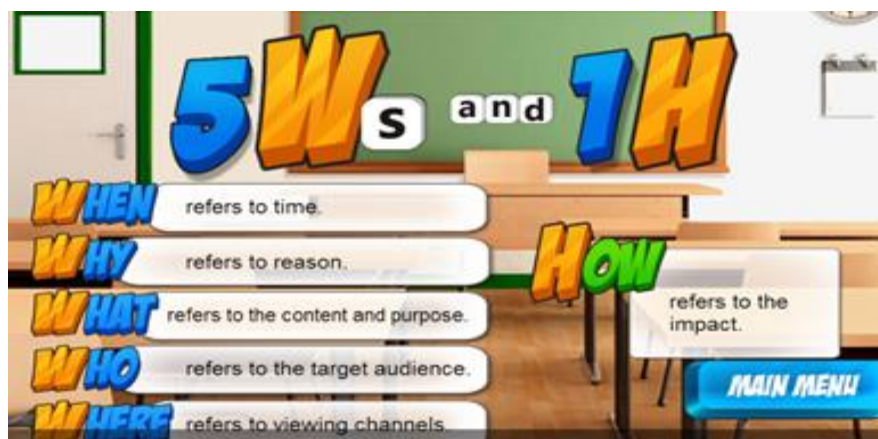 5Ws and 1H
WHEN refers to time.
WHY refers to reason.
WHAT refers to the content and purpose.
WHO refers to the target audience.
WHERE refers to viewing channels
HOW
refers to the
impact.
MAIN MENU